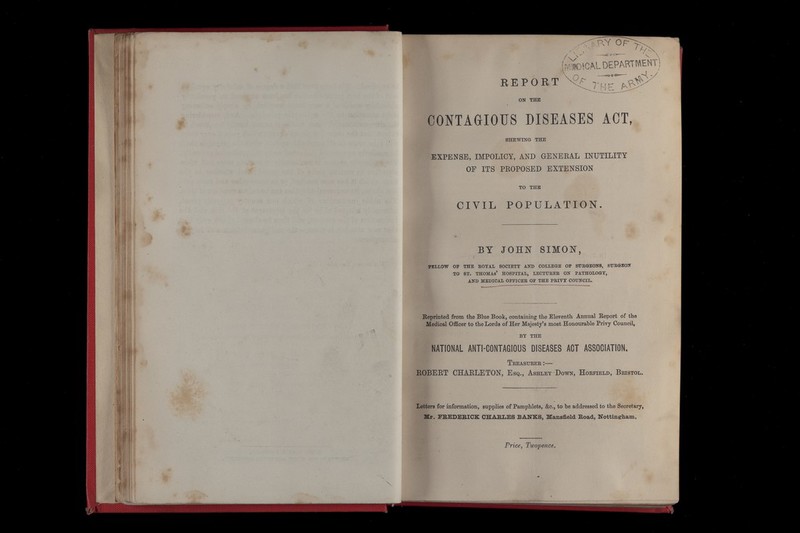 LIBRARY OF THE
MEDICAL DEPARTMENT
OF THE ARMY
REPORT
ON THE
CONTAGIOUS DISEASES ACT,
SHEWING THE
EXPENSE, IMPOLICY, AND GENERAL INUTILITY
OF ITS PROPOSED EXTENSION
TO THE
CIVIL POPULATION.
BY JOHN SIMON,
FELLOW OF THE ROYAL SOCIETY AND COLLEGE OF SURGEONS, SURGEON
TO ST. THOMAS' HOSPITAL, LECTURER ON PATHOLOGY,
AND MEDICAL OFFICER OF THE PRIVY COUNCIL.
Reprinted from the Blue Book, containing the Eleventh Annual Report of the
Medical Officer to the Lords of Her Majesty's most Honourable Privy Council,
BY THE
NATIONAL ANTI-CONTAGIOUS DISEASES ACT ASSOCIATION.
TREASURER :—
ROBERT CHARLETON, ESQ., ASHLEY DOWN, HORFIELD, BRISTOL.
Letters for information, supplies of Pamphlets, &c., to be addressed to the Secretary,
Mr. FREDERICK CHARLES BANKS, Mansfield Road, Nottingham.
Price, Twopence.